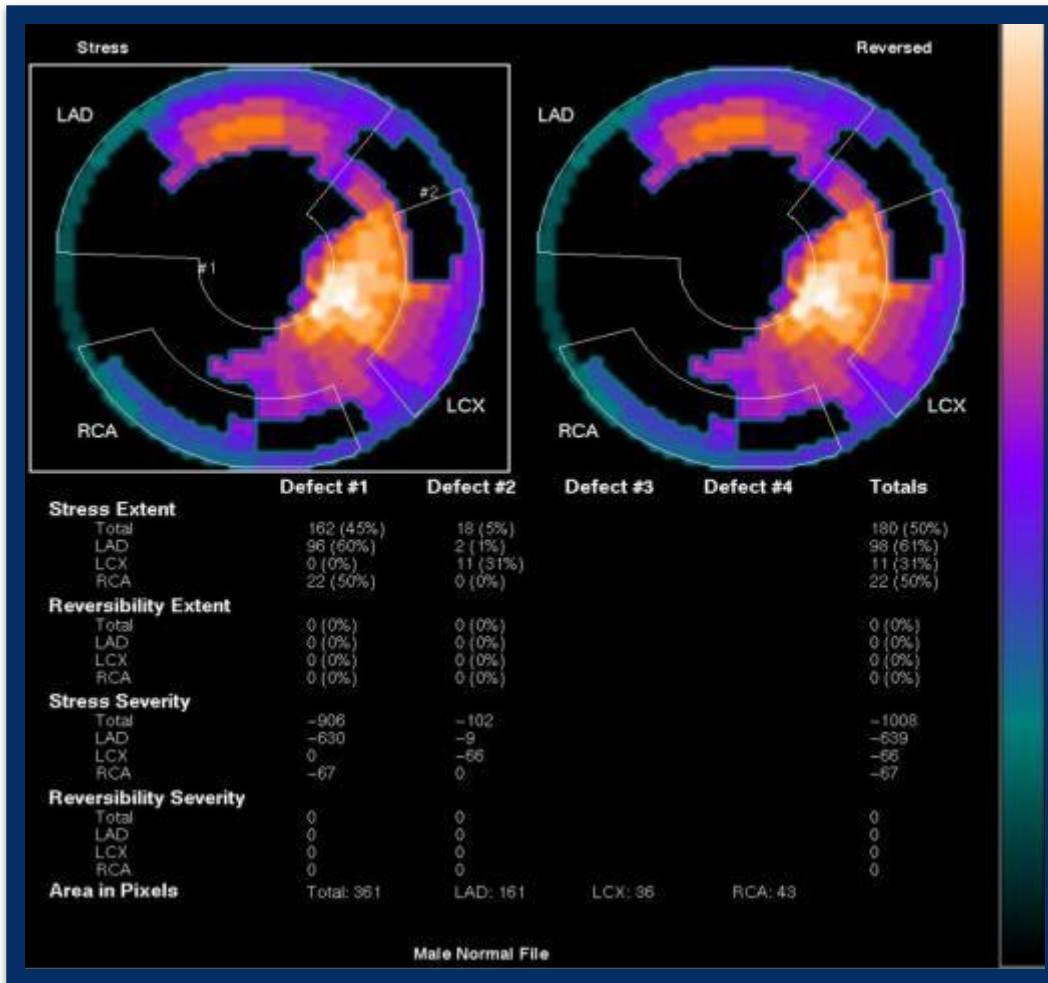 Stress Reversed
LAD LAD
#2
#1
LCX LCX
RCA RCA
Defect #1 Defect #2 Defect #3 Defect #4 Totals
Stress Extent
Total 162 (45%) 18 (5%) 180 (50%)
LAD 96 (60%) 2 (1%) 98 (61%)
LCX 0 (0%) 11 (31%) 11 (31%)
RCA 22 (50%) 0 (0%) 22 (50%)
Reversibility Extent
Total 0 (0%) 0 (0%) 0 (0%)
LAD 0 (0%) 0 (0%) 0 (0%)
LCX 0 (0%) 0 (0%) 0 (0%)
RCA 0 (0%) 0 (0%) 0 (0%)
Stress Severity
Total -906 -102 -1008
LAD -630 -9 -639
LCX 0 -66 -66
RCA -67 0 -67
Reversibility Severity
Total 0 0 0
LAD 0 0 0
LCX 0 0 0
RCA 0 0 0
Area in Pixels Total: 361 LAD: 161 LCX: 36 RCA: 43
Male Normal File